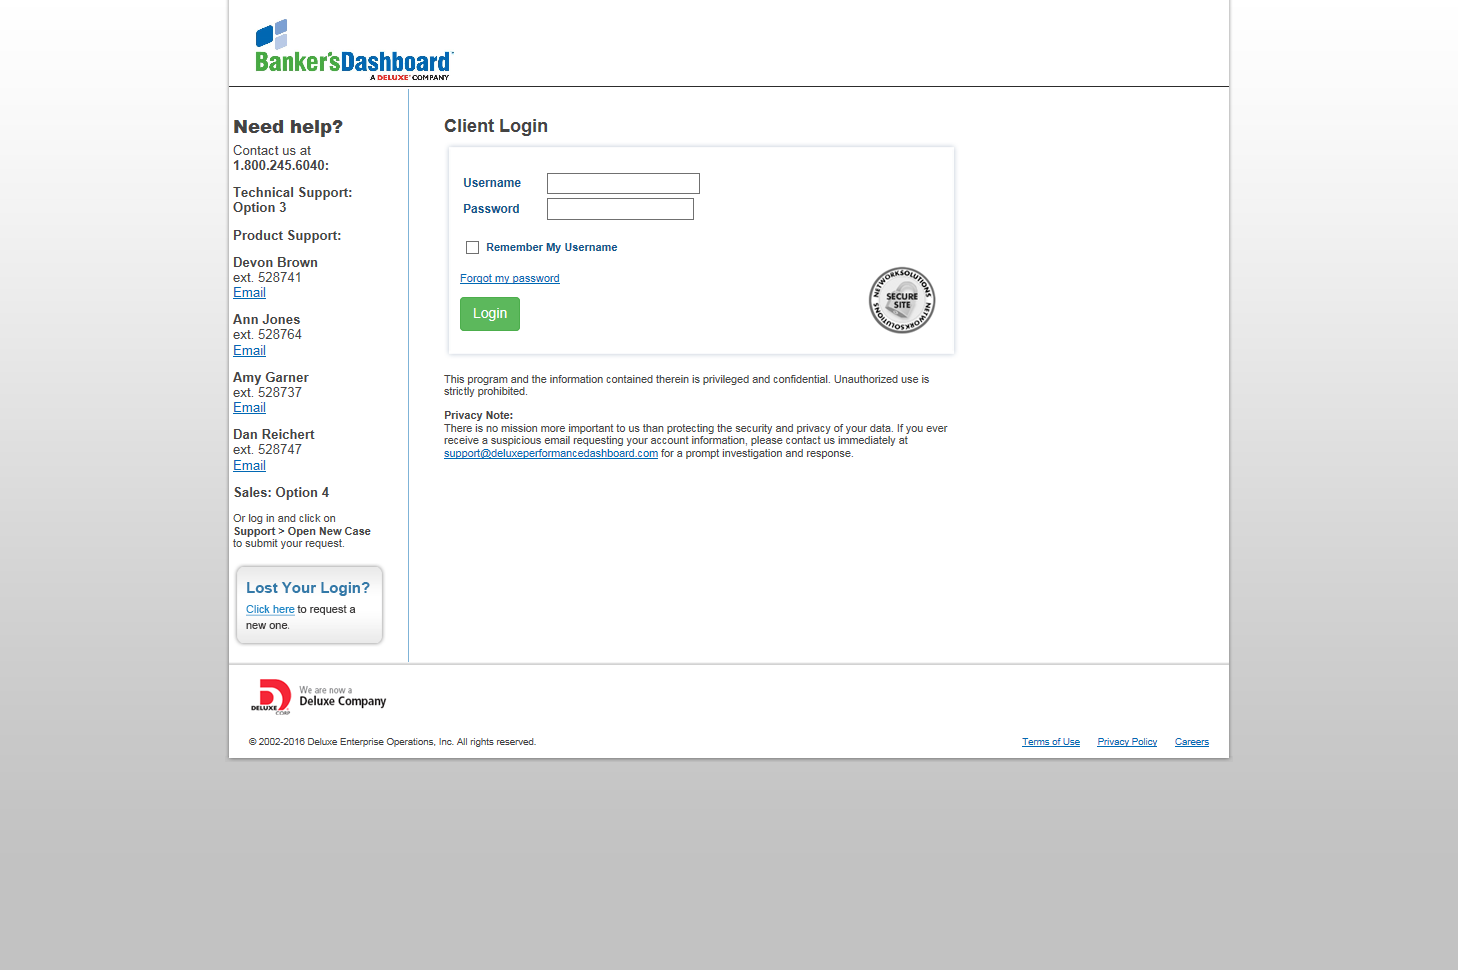 Banker'sDashboard
A DELUXE COMPANY
Need help?
Contact us at
1.800.245.6040:
Technical Support:
Option 3
Product Support:
Devon Brown
ext. 528741
Email
Ann Jones
ext. 528764
Email
Amy Garner
ext. 528737
Email
Dan Reichert
ext. 528747
Email
Sales: Option 4
Or log in and click on
Support > Open New Case
to submit your request.
Lost Your Login?
Click here to request a
new one.
Client Login
Username
Password
Remember My Username
Forgot my password
Login
NETWORKSOLUTIONS
SECURE
SITE
NETWORKSOLUTIONS
This program and the information contained therein is privileged and confidential. Unauthorized use is
strictly prohibited.
Privacy Note:
There is no mission more important to us than protecting the security and privacy of your data. If you ever
receive a suspicious email requesting your account information, please contact us immediately at
support@deluxeperformancedashboard.com for a prompt investigation and response.
DELUXE
CORP
We are now a
Deluxe Company
© 2002-2016 Deluxe Enterprise Operations, Inc. All rights reserved.
Terms of Use
Privacy Policy
Careers